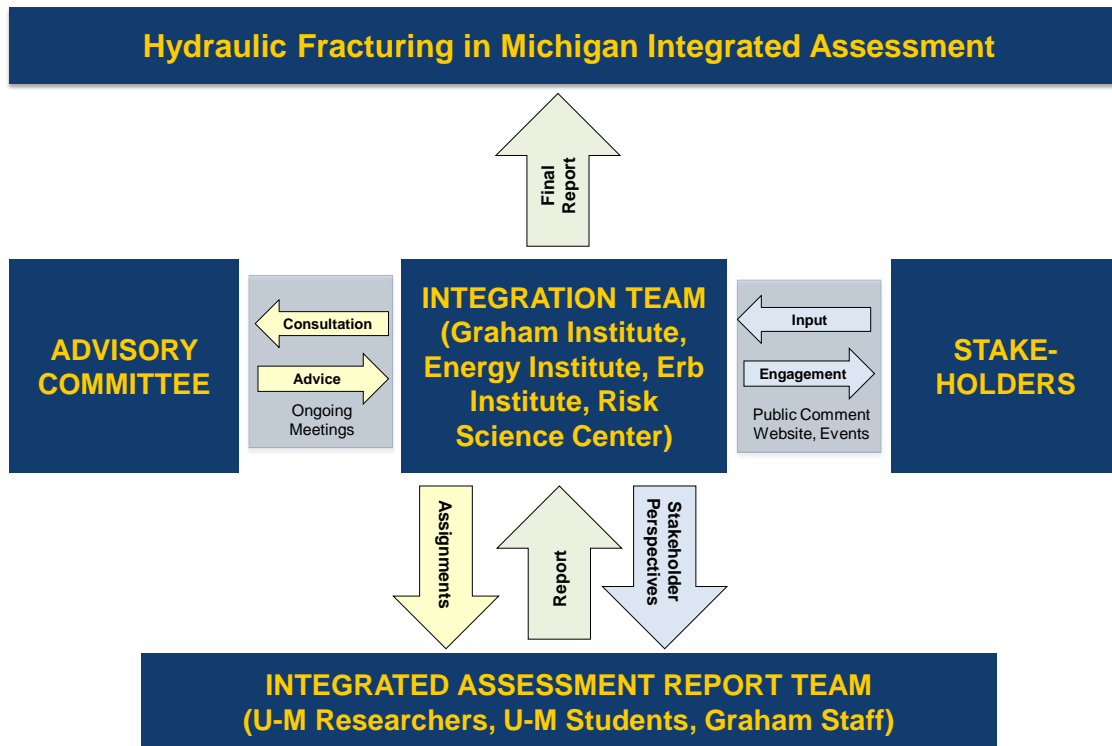 Hydraulic Fracturing in Michigan Integrated Assessment
Final
Report
ADVISORY
COMMITTEE
Consultation
Advice
Ongoing
Meetings
INTEGRATION TEAM
(Graham Institute,
Energy Institute, Erb
Institute, Risk
Science Center)
Input
Engagement
Public Comment
Website, Events
STAKE-
HOLDERS
Assignments
Report
Stakeholder
Perspectives
INTEGRATED ASSESSMENT REPORT TEAM
(U-M Researchers, U-M Students, Graham Staff)